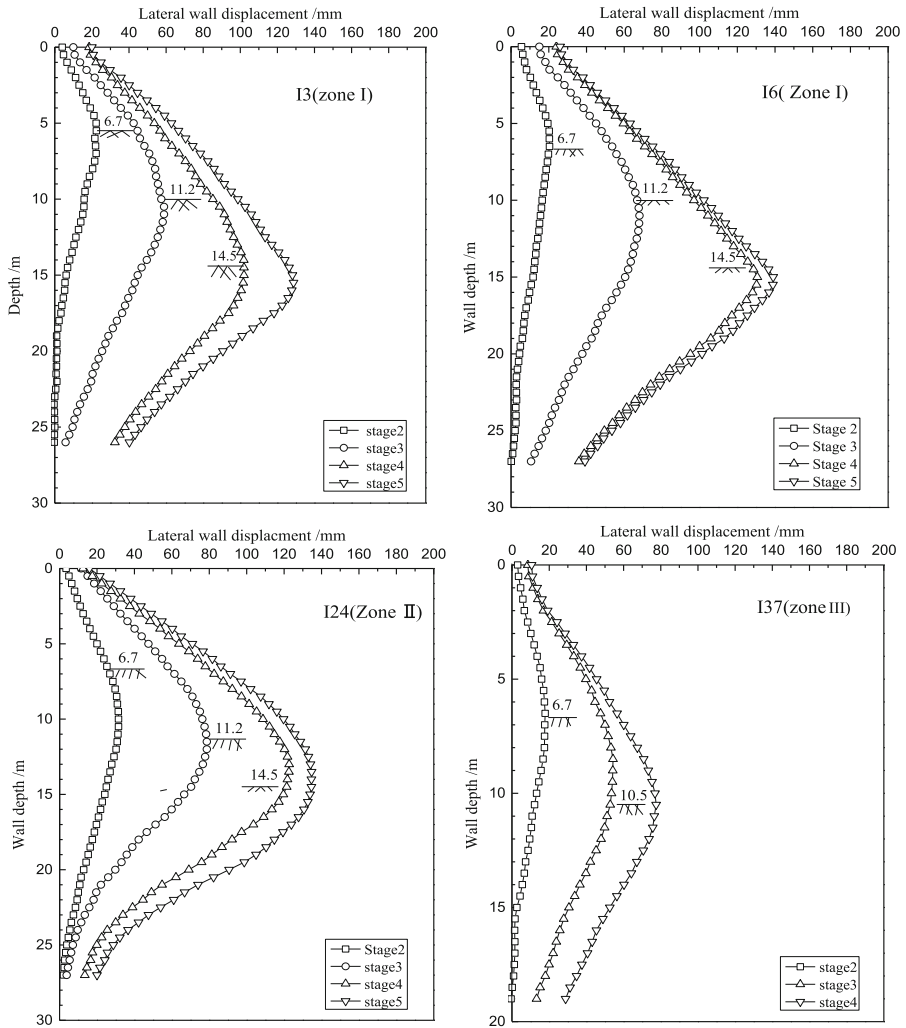 Lateral wall displacement /mm
0 20 40 60 80 100 120 140 160 180 200
0
5
10
15
20
25
30
Depth /m
I3(zone I)
6.7
11.2
14.5
stage2
stage3
stage4
stage5
Lateral wall displacement /mm
0 20 40 60 80 100 120 140 160 180 200
0
5
10
15
20
25
30
Wall depth /m
I6( Zone I)
6.7
11.2
14.5
Stage 2
Stage 3
Stage 4
Stage 5
Lateral wall displacment /mm
0 20 40 60 80 100 120 140 160 180 200
0
5
10
15
20
25
30
Wall depth /m
I24(Zone Ⅱ)
6.7
11.2
14.5
Stage2
stage3
stage4
stage5
Lateral wall displacement /mm
0 20 40 60 80 100 120 140 160 180 200
0
5
10
15
20
Wall depth /m
I37(zone III)
6.7
10.5
stage2
stage3
stage4